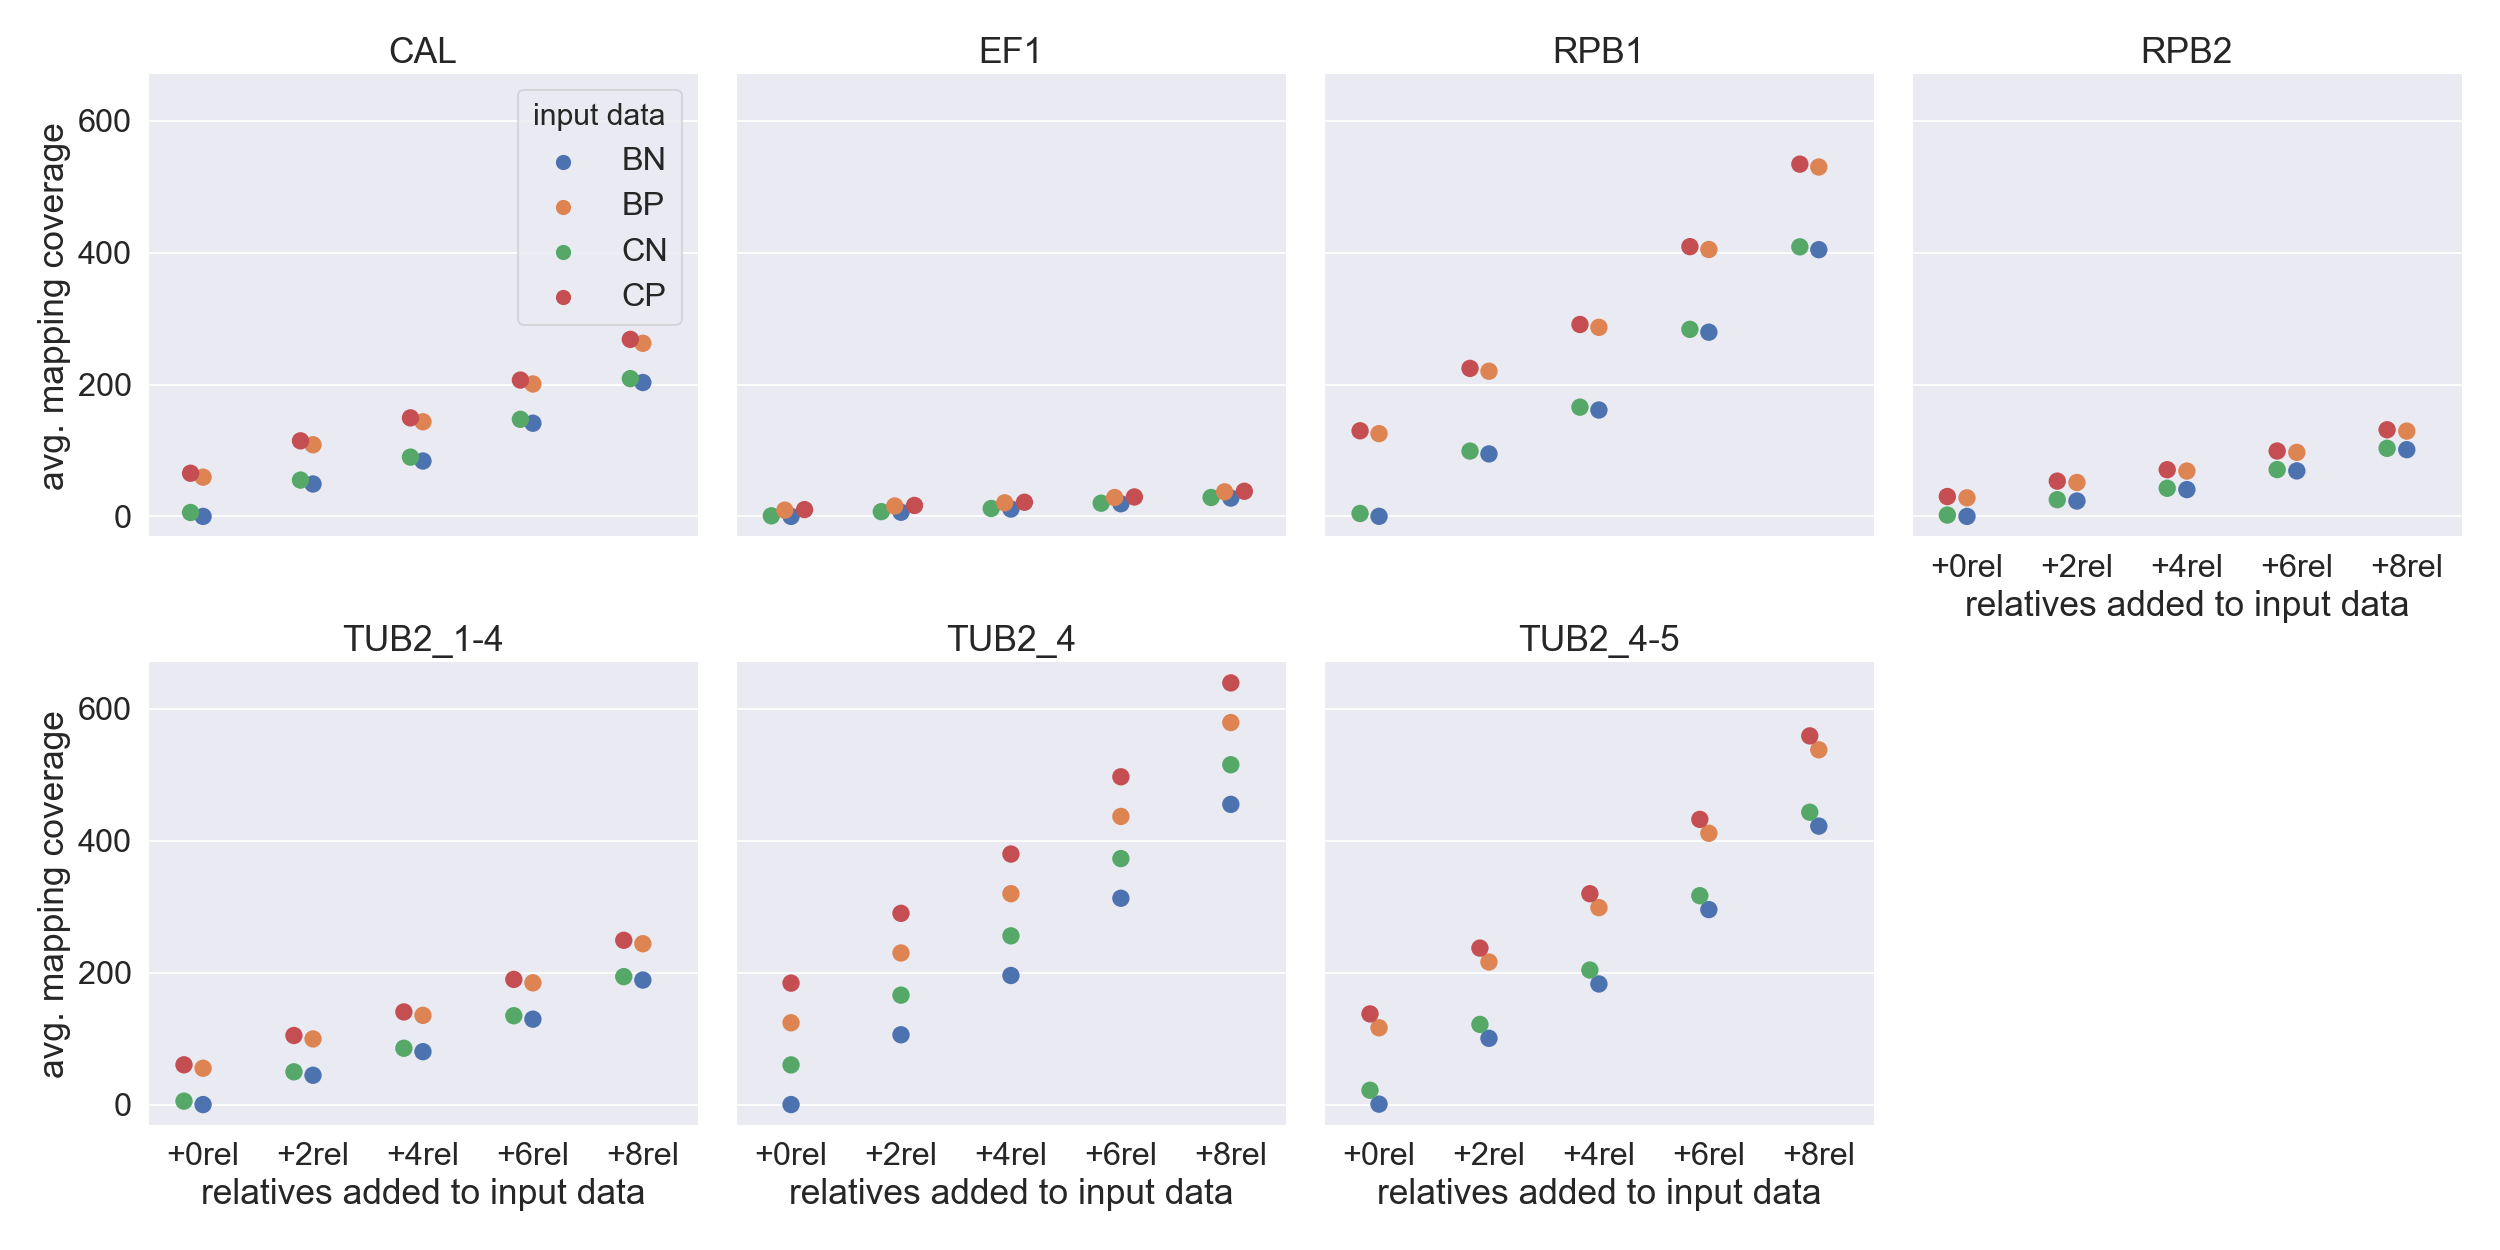 CAL
EF1
RPB1
RPB2
avg. mapping coverage
600
400
200
0
input data
BN
BP
CN
CP
+0rel +2rel +4rel +6rel +8rel
relatives added to input data
TUB2_1-4
TUB2_4
TUB2_4-5
avg. mapping coverage
600
400
200
0
+0rel +2rel +4rel +6rel +8rel
relatives added to input data
+0rel +2rel +4rel +6rel +8rel
relatives added to input data
+0rel +2rel +4rel +6rel +8rel
relatives added to input data